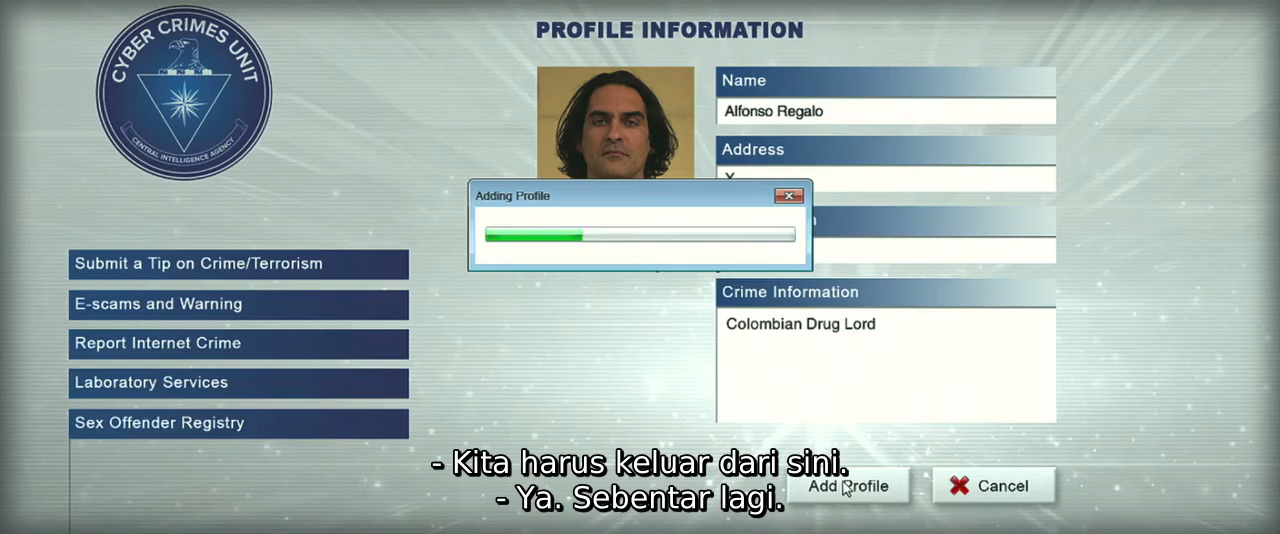 CYBER CRIMES UNIT
CENTRAL INTELLIGENCE AGENCY
PROFILE INFORMATION
Name
Alfonso Regalo
Address
Adding Profile
Crime Information
Colombian Drug Lord
Submit a Tip on Crime/Terrorism
E-scams and Warning
Report Internet Crime
Laboratory Services
Sex Offender Registry
- Kita harus keluar dari sini.
- Ya. Sebentar lagi.
Add Profile
Cancel